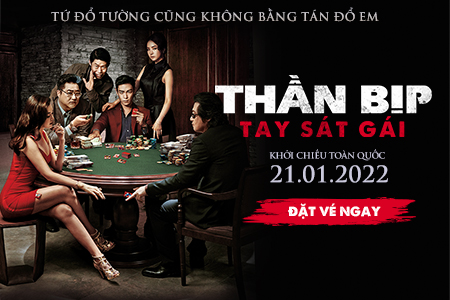 TỨ ĐỔ TƯỜNG CŨNG KHÔNG BẰNG TÁN ĐỔ EM
THẦN BỊP
TAY SÁT GÁI
KHỞI CHIẾU TOÀN QUỐC
21.01.2022
ĐẶT VÉ NGAY